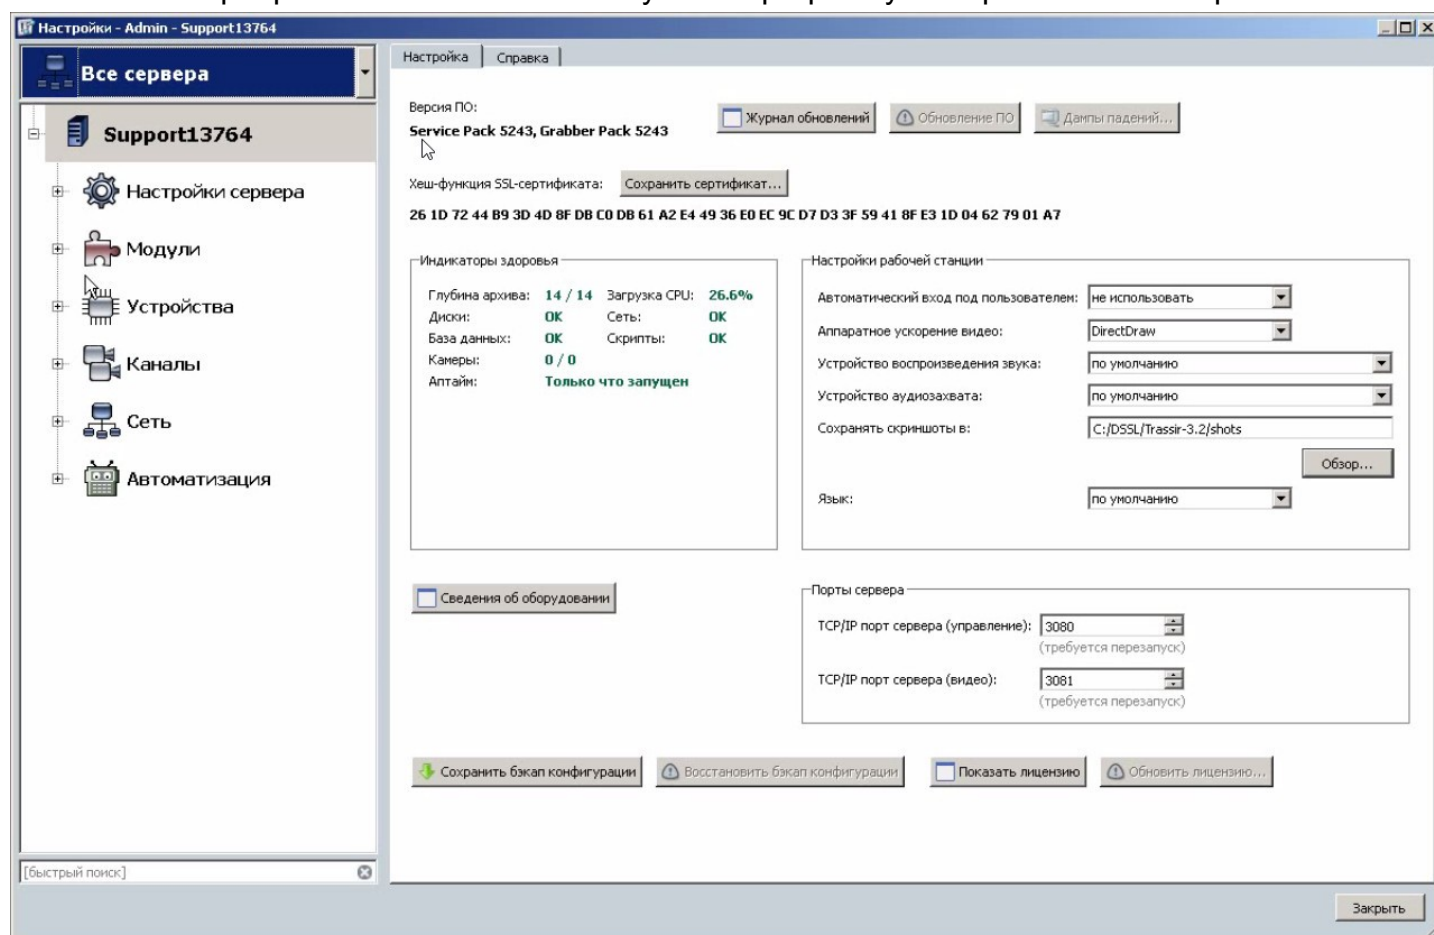 Настройки - Admin - Support13764
Все сервера
Support13764
Настройки сервера
Модули
Устройства
Каналы
Сеть
Автоматизация
[быстрый поиск]
Настройка Справка
Версия ПО:
Service Pack 5243, Grabber Pack 5243
Журнал обновлений Обновление ПО Дампы падений...
Хеш-функция SSL-сертификата: Сохранить сертификат...
26 1D 72 44 B9 3D 4D 8F DB C0 DB 61 A2 E4 49 36 E0 EC 9C D7 D3 3F 59 41 8F E3 1D 04 62 79 01 A7
Индикаторы здоровья
Глубина архива: 14 / 14 Загрузка CPU: 26.6%
Диски: OK Сеть: OK
База данных: OK Скрипты: OK
Камеры: 0 / 0
Аптайм: Только что запущен
Настройки рабочей станции
Автоматический вход под пользователем: не использовать
Аппаратное ускорение видео: DirectDraw
Устройство воспроизведения звука: по умолчанию
Устройство аудиозахвата: по умолчанию
Сохранять скриншоты в: C:/DSSL/Trassir-3.2/shots
Обзор...
Язык: по умолчанию
Сведения об оборудовании
Порты сервера
TCP/IP порт сервера (управление): 3080
(требуется перезапуск)
TCP/IP порт сервера (видео): 3081
(требуется перезапуск)
Сохранить бэкап конфигурации Восстановить бэкап конфигурации Показать лицензию Обновить лицензию...
Закрыть